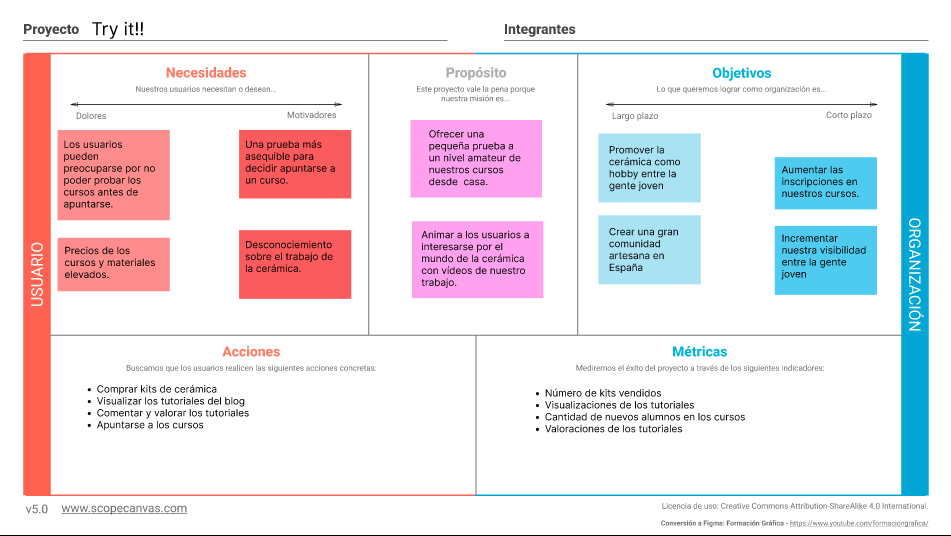 Proyecto Try it!!
Integrantes
USUARIO
Necesidades
Nuestros usuarios necesitan o desean...
Dolores
Motivadores
Los usuarios
pueden
preocuparse por no
poder probar los
cursos antes de
apuntarse.
Una prueba más
asequible para
decidir apuntarse a
un curso.
Precios de los
cursos y materiales
elevados.
Desconociemiento
sobre el trabajo de
la cerámica.
Propósito
Este proyecto vale la pena porque
nuestra misión es...
Ofrecer una
pequeña prueba a
un nivel amateur de
nuestros cursos
desde casa.
Animar a los usuarios a
interesarse por el
mundo de la cerámica
con vídeos de nuestro
trabajo.
Objetivos
Lo que queremos lograr como organización es...
Largo plazo
Corto plazo
Promover la
cerámica como
hobby entre la
gente joven
Aumentar las
inscripciones en
nuestros cursos.
Crear una gran
comunidad
artesana en
España
Incrementar
nuestra visibilidad
entre la gente
joven
ORGANIZACIÓN
Acciones
Buscamos que los usuarios realicen las siguientes acciones concretas:
• Comprar kits de cerámica
• Visualizar los tutoriales del blog
• Comentar y valorar los tutoriales
• Apuntarse a los cursos
Métricas
Mediremos el éxito del proyecto a través de los siguientes indicadores:
• Número de kits vendidos
• Visualizaciones de los tutoriales
• Cantidad de nuevos alumnos en los cursos
• Valoraciones de los tutoriales
v5.0 www.scopecanvas.com
Licencia de uso: Creative Commons Attribution-ShareAlike 4.0 International.
Conversión a Figma: Formación Gráfica - https://www.youtube.com/formaciongrafica/